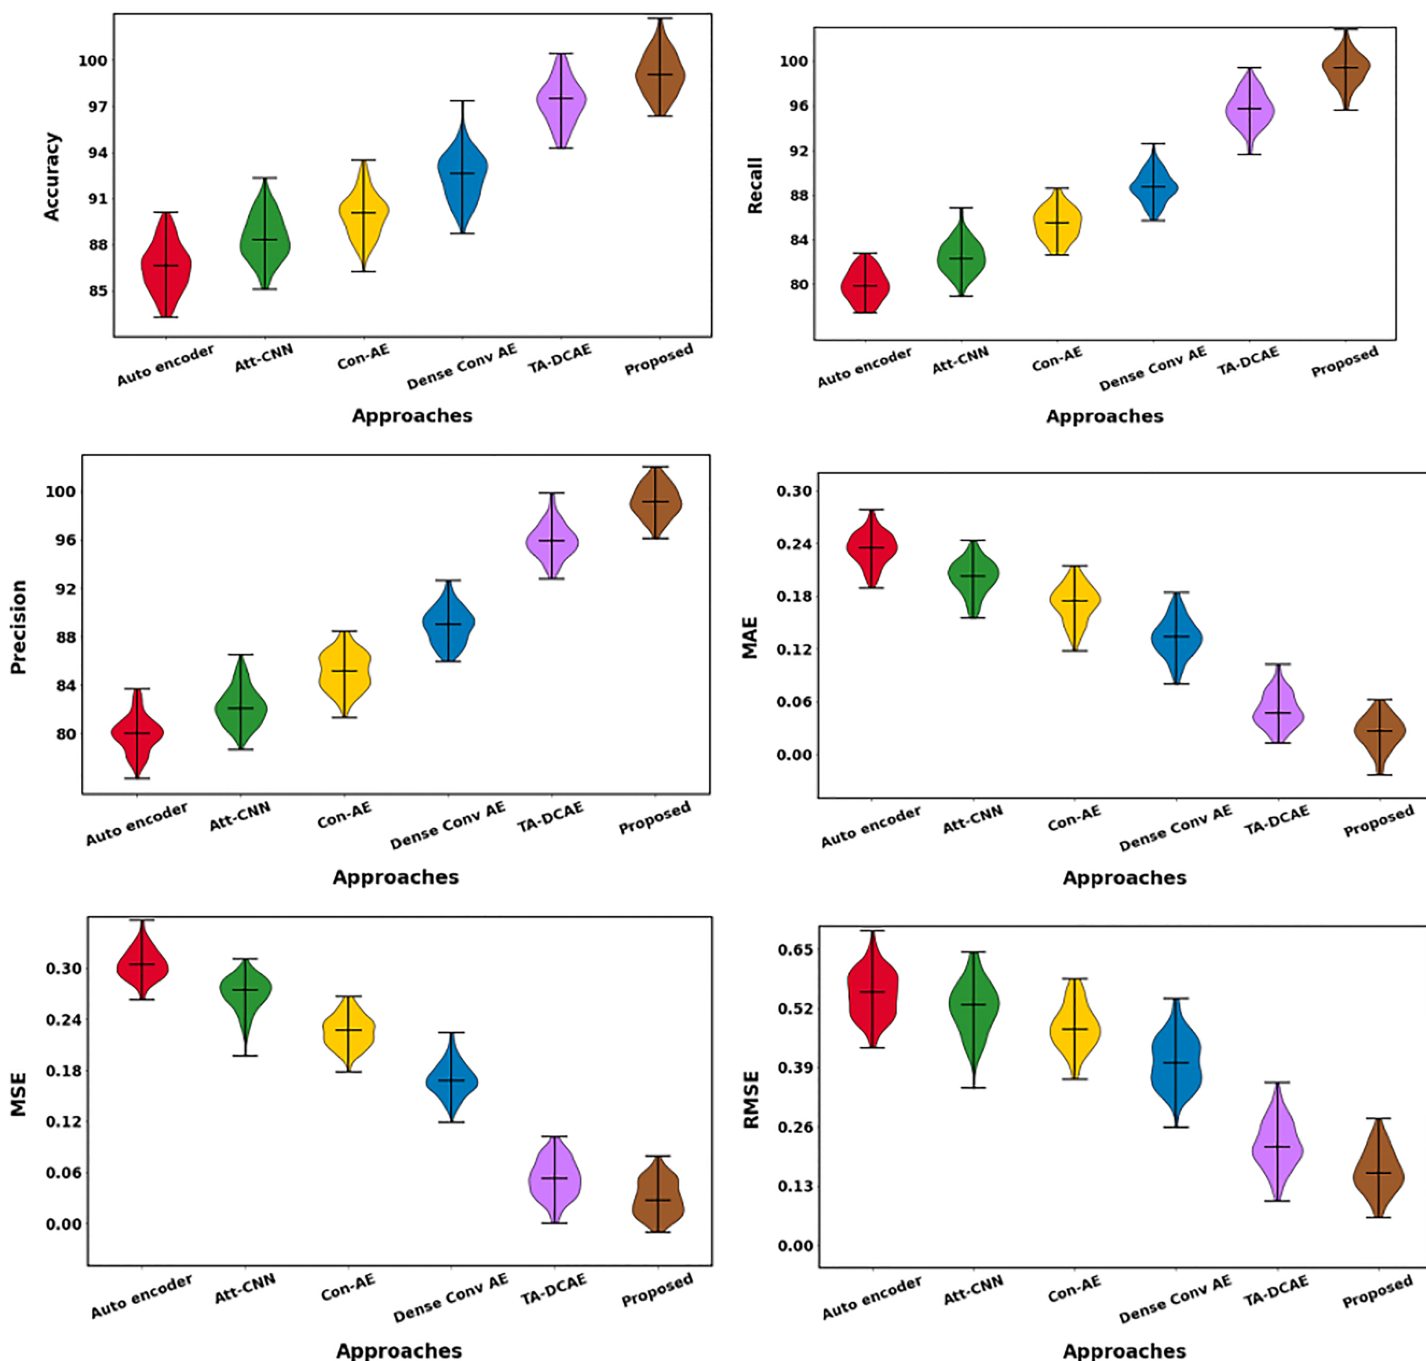 Accuracy
100
97
94
91
88
85
Auto encoder
Att-CNN
Con-AE
Dense Conv AE
TA-DCAE
Proposed
Approaches
Recall
100
96
92
88
84
80
Auto encoder
Att-CNN
Con-AE
Dense Conv AE
TA-DCAE
Proposed
Approaches
Precision
100
96
92
88
84
80
Auto encoder
Att-CNN
Con-AE
Dense Conv AE
TA-DCAE
Proposed
Approaches
MAE
0.30
0.24
0.18
0.12
0.06
0.00
Auto encoder
Att-CNN
Con-AE
Dense Conv AE
TA-DCAE
Proposed
Approaches
MSE
0.30
0.24
0.18
0.12
0.06
0.00
Auto encoder
Att-CNN
Con-AE
Dense Conv AE
TA-DCAE
Proposed
Approaches
RMSE
0.65
0.52
0.39
0.26
0.13
0.00
Auto encoder
Att-CNN
Con-AE
Dense Conv AE
TA-DCAE
Proposed
Approaches